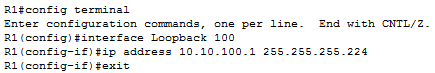 R1#config terminal
Enter configuration commands, one per line.  End with CNTL/Z.
R1(config)#interface Loopback 100
R1(config-if)#ip address 10.10.100.1 255.255.255.224
R1(config-if)#exit